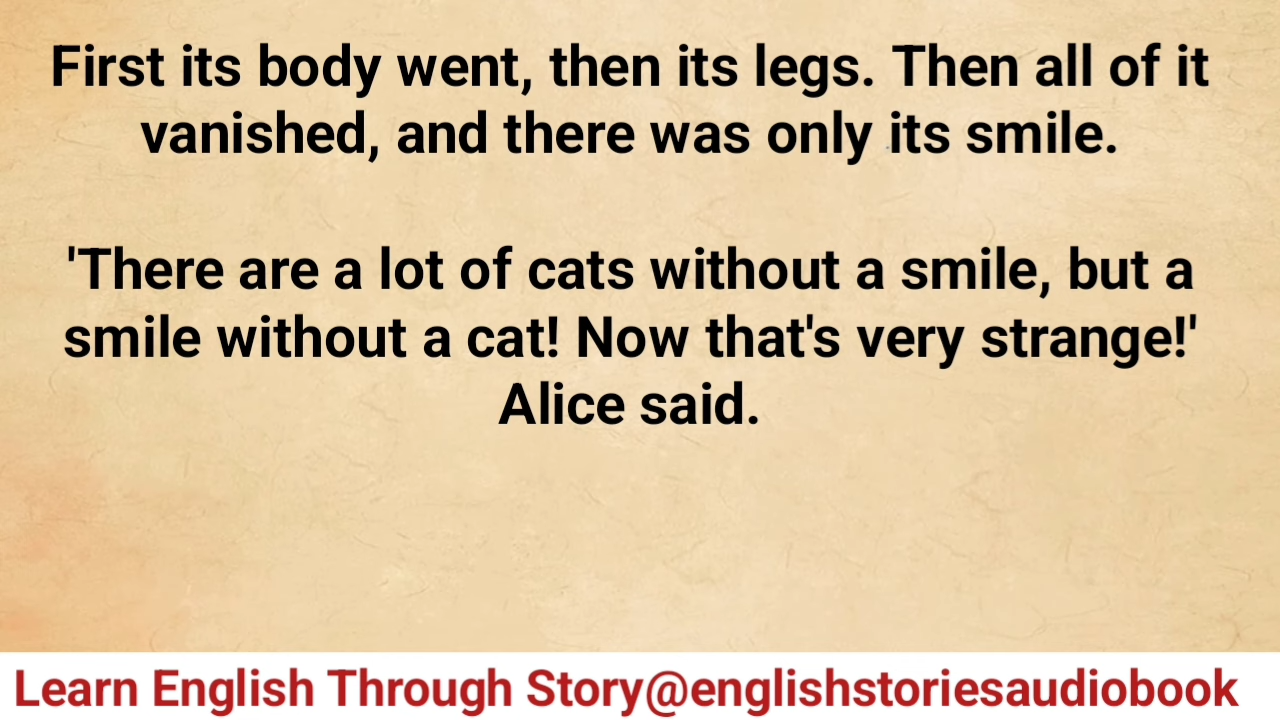 First its body went, then its legs. Then all of it
vanished, and there was only its smile.
'There are a lot of cats without a smile, but a
smile without a cat! Now that's very strange!'
Alice said.
Learn English Through Story@englishstoriesaudiobook